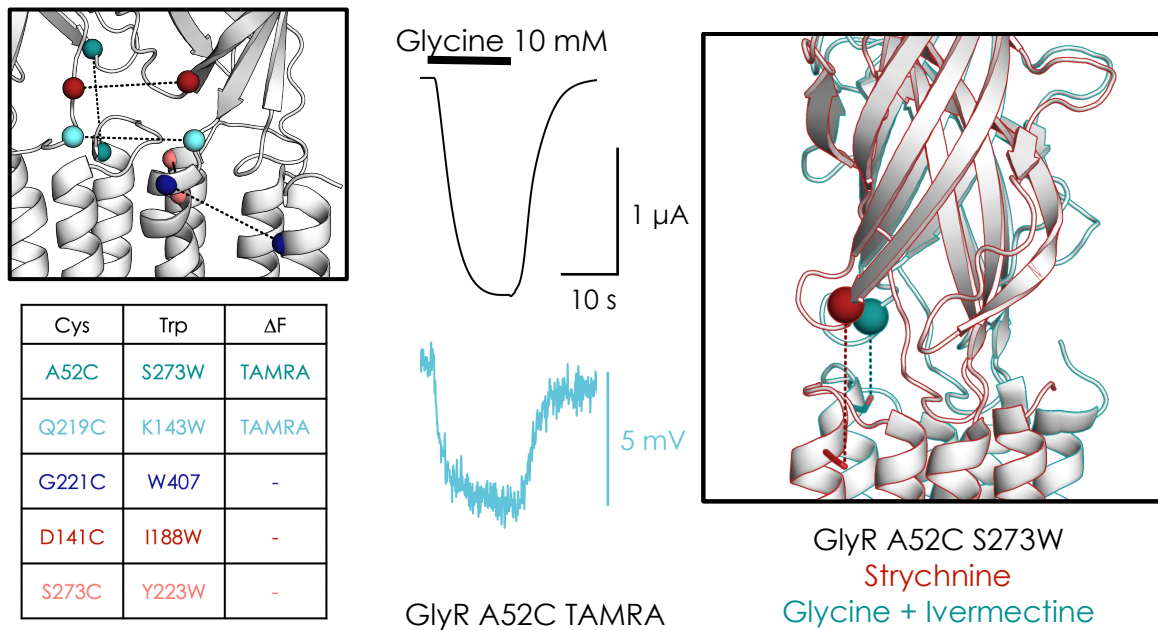 Glycine 10 mM
1 µA
10 s
Cys Trp ΔF
A52C S273W TAMRA
Q219C K143W TAMRA
G221C W407 -
D141C I188W -
S273C Y223W -
5 mV
GlyR A52C TAMRA
GlyR A52C S273W
Strychnine
Glycine + Ivermectine